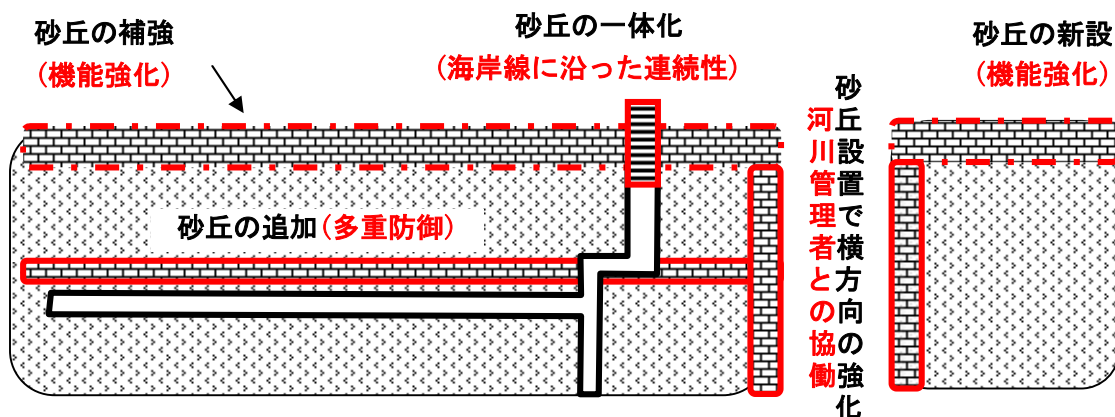 砂丘の補強
(機能強化)
砂丘の一体化
(海岸線に沿った連続性)
砂丘の新設
(機能強化)
砂丘の追加(多重防御)
砂丘設置で横方向の強化
河川管理者との協働